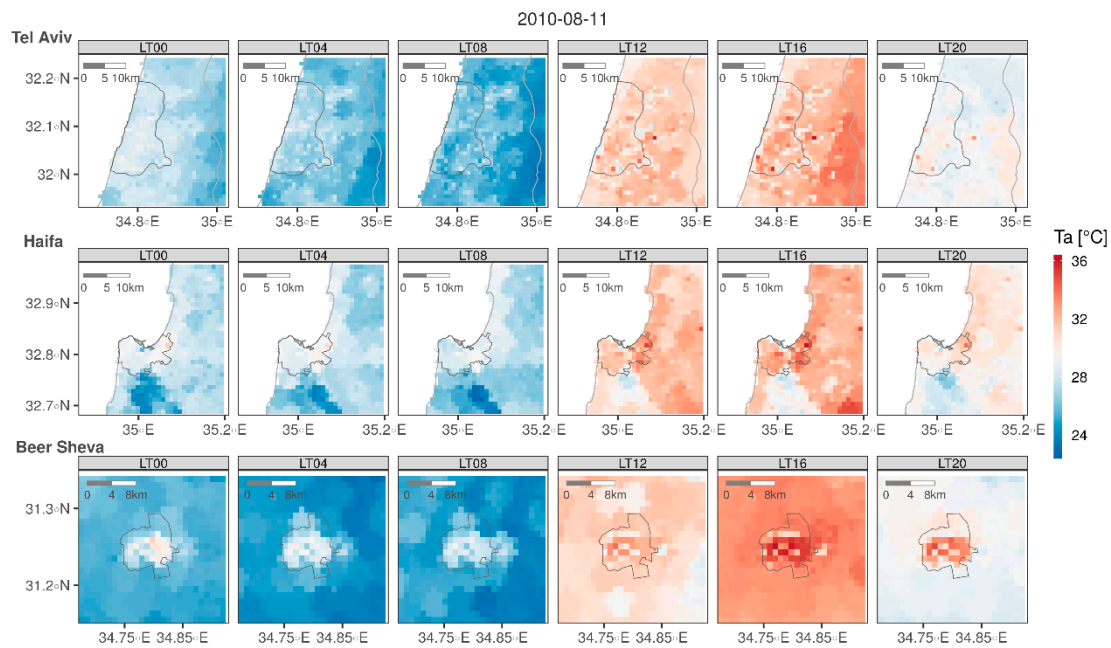 2010-08-11
Tel Aviv
LT00 LT04 LT08 LT12 LT16 LT20
0 5 10km 0 5 10km 0 5 10km 0 5 10km 0 5 10km 0 5 10km
32.2°N
32.1°N
32°N
34.8°E 35°E 34.8°E 35°E 34.8°E 35°E 34.8°E 35°E 34.8°E 35°E 34.8°E 35°E
Haifa
LT00 LT04 LT08 LT12 LT16 LT20
0 5 10km 0 5 10km 0 5 10km 0 5 10km 0 5 10km 0 5 10km
32.9°N
32.8°N
32.7°N
35°E 35.2°E 35°E 35.2°E 35°E 35.2°E 35°E 35.2°E 35°E 35.2°E 35°E 35.2°E
Ta [°C]
36
32
28
24
Beer Sheva
LT00 LT04 LT08 LT12 LT16 LT20
0 4 8km 0 4 8km 0 4 8km 0 4 8km 0 4 8km 0 4 8km
31.3°N
31.2°N
34.75°E 34.85°E 34.75°E 34.85°E 34.75°E 34.85°E 34.75°E 34.85°E 34.75°E 34.85°E 34.75°E 34.85°E